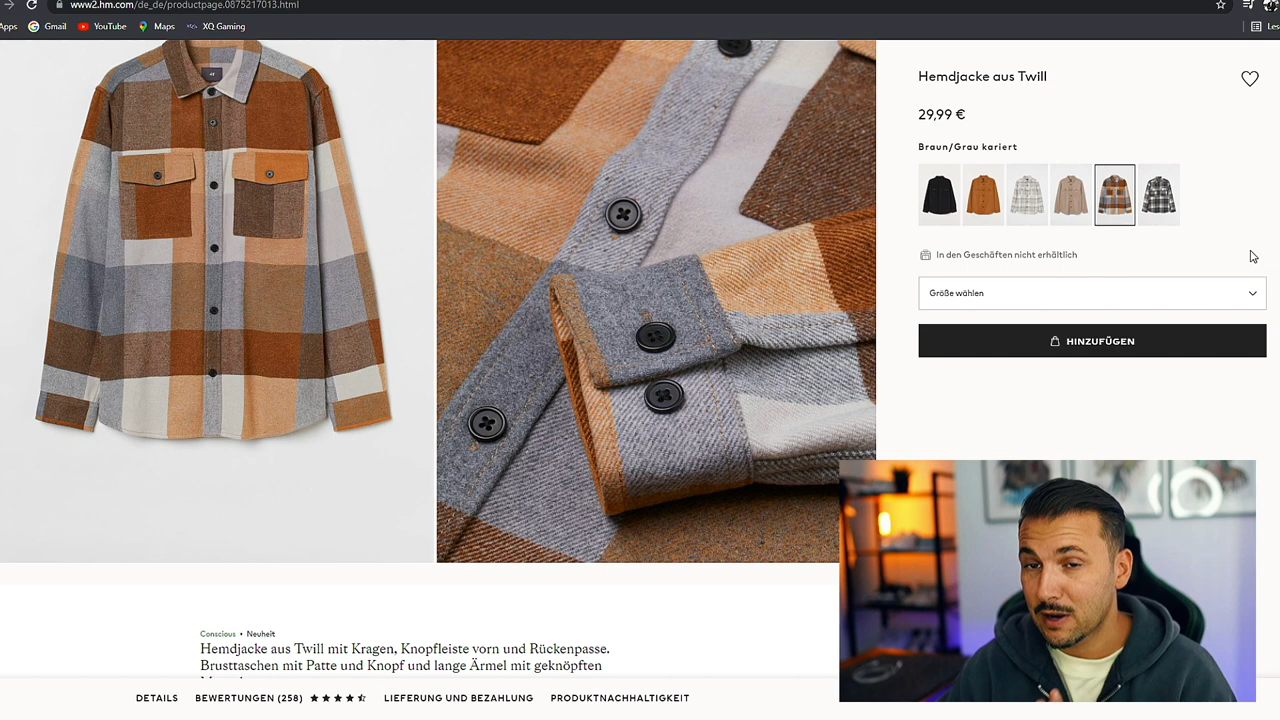 www2.hm.com/de_de/productpage.0875217013.html
Apps
Gmail
YouTube
Maps
XQ Gaming
Les
Hemdjacke aus Twill
29,99 €
Braun/Grau kariert
In den Geschäften nicht erhältlich
Größe wählen
HINZUFÜGEN
Conscious • Neuheit
Hemdjacke aus Twill mit Kragen, Knopfleiste vorn und Rückenpasse.
Brusttaschen mit Patte und Knopf und lange Ärmel mit geknöpften
DETAILS
BEWERTUNGEN (258)
LIEFERUNG UND BEZAHLUNG
PRODUKTNACHHALTIGKEIT